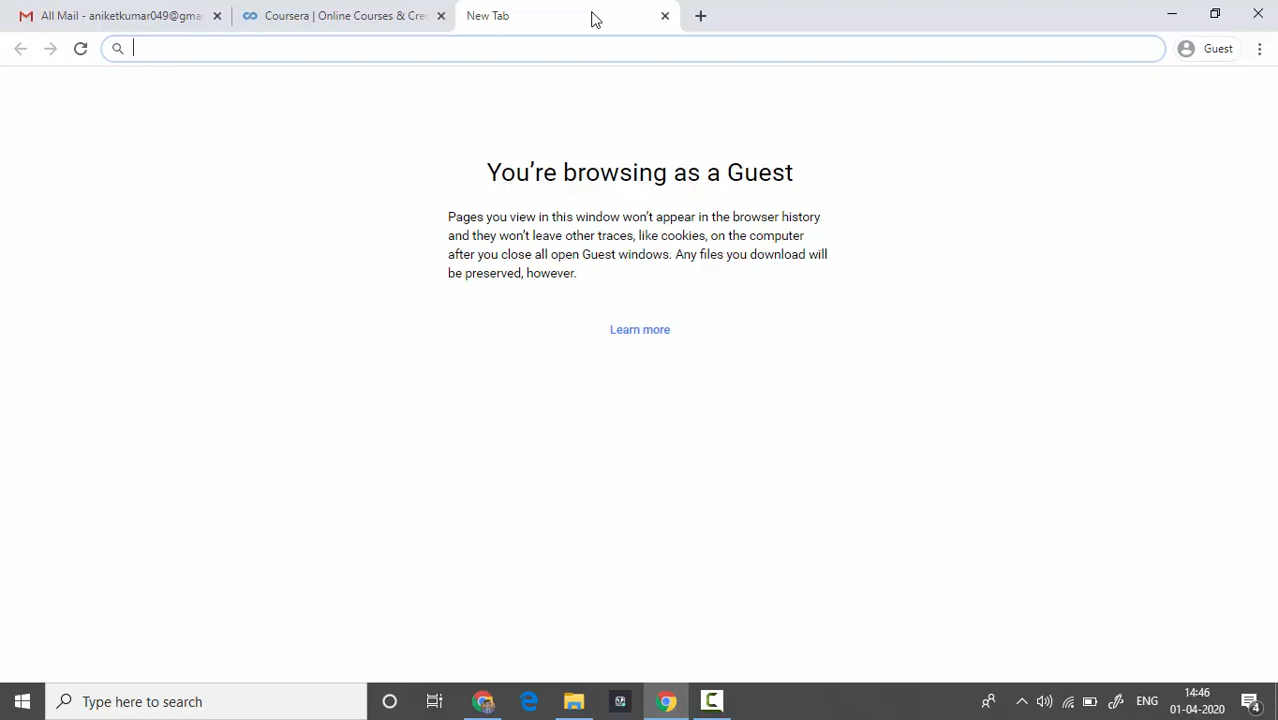 All Mail - aniketkumar049@gma
Coursera | Online Courses & Cre
New Tab
Guest
You're browsing as a Guest
Pages you view in this window won't appear in the browser history
and they won't leave other traces, like cookies, on the computer
after you close all open Guest windows. Any files you download will
be preserved, however.
Learn more
Type here to search
ENG
14:46
01-04-2020
4